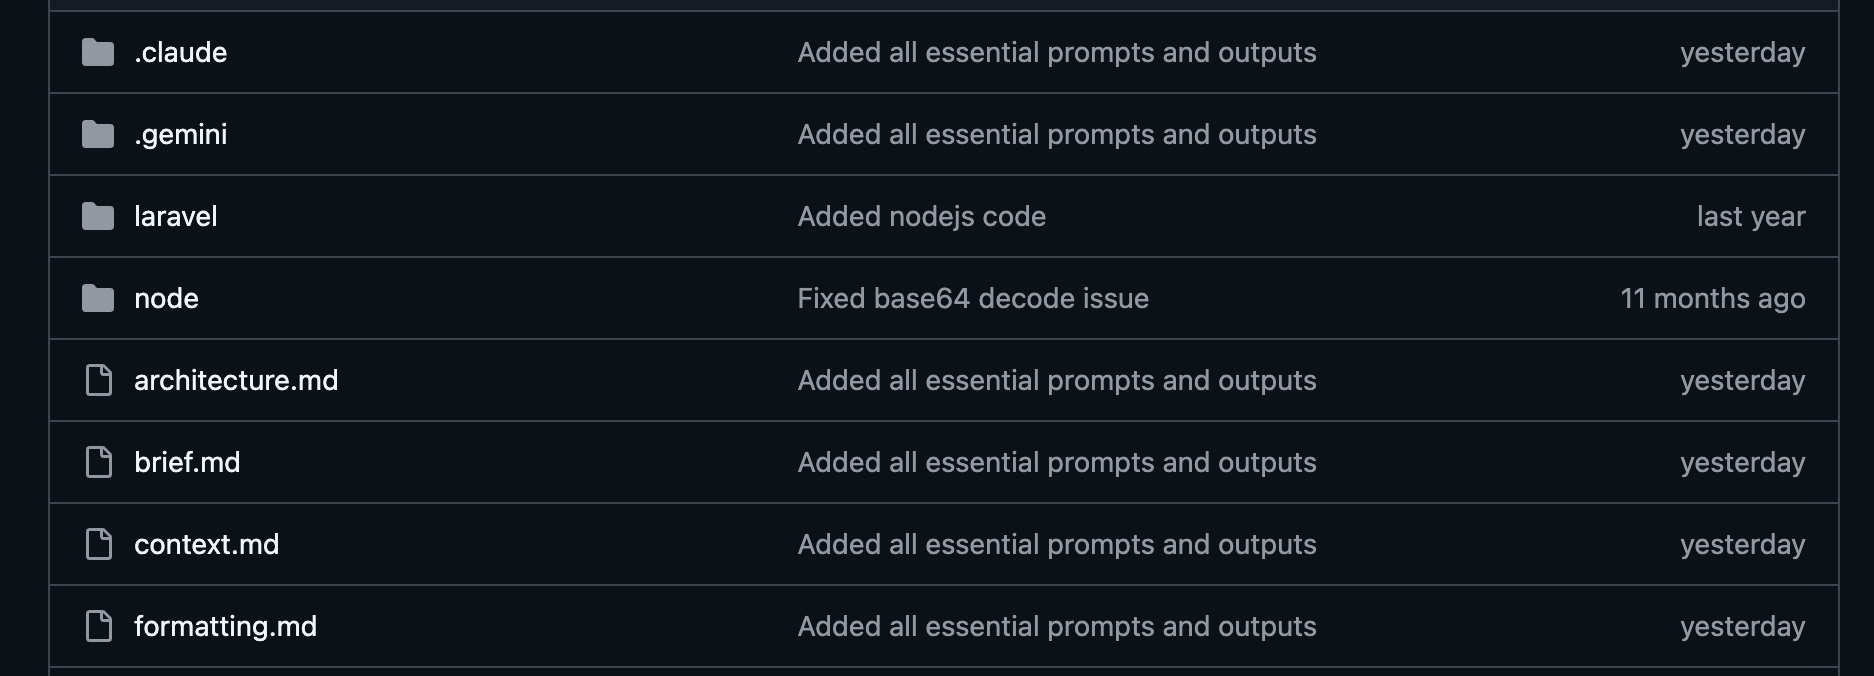 .claude Added all essential prompts and outputs yesterday
.gemini Added all essential prompts and outputs yesterday
laravel Added nodejs code last year
node Fixed base64 decode issue 11 months ago
architecture.md Added all essential prompts and outputs yesterday
brief.md Added all essential prompts and outputs yesterday
context.md Added all essential prompts and outputs yesterday
formatting.md Added all essential prompts and outputs yesterday